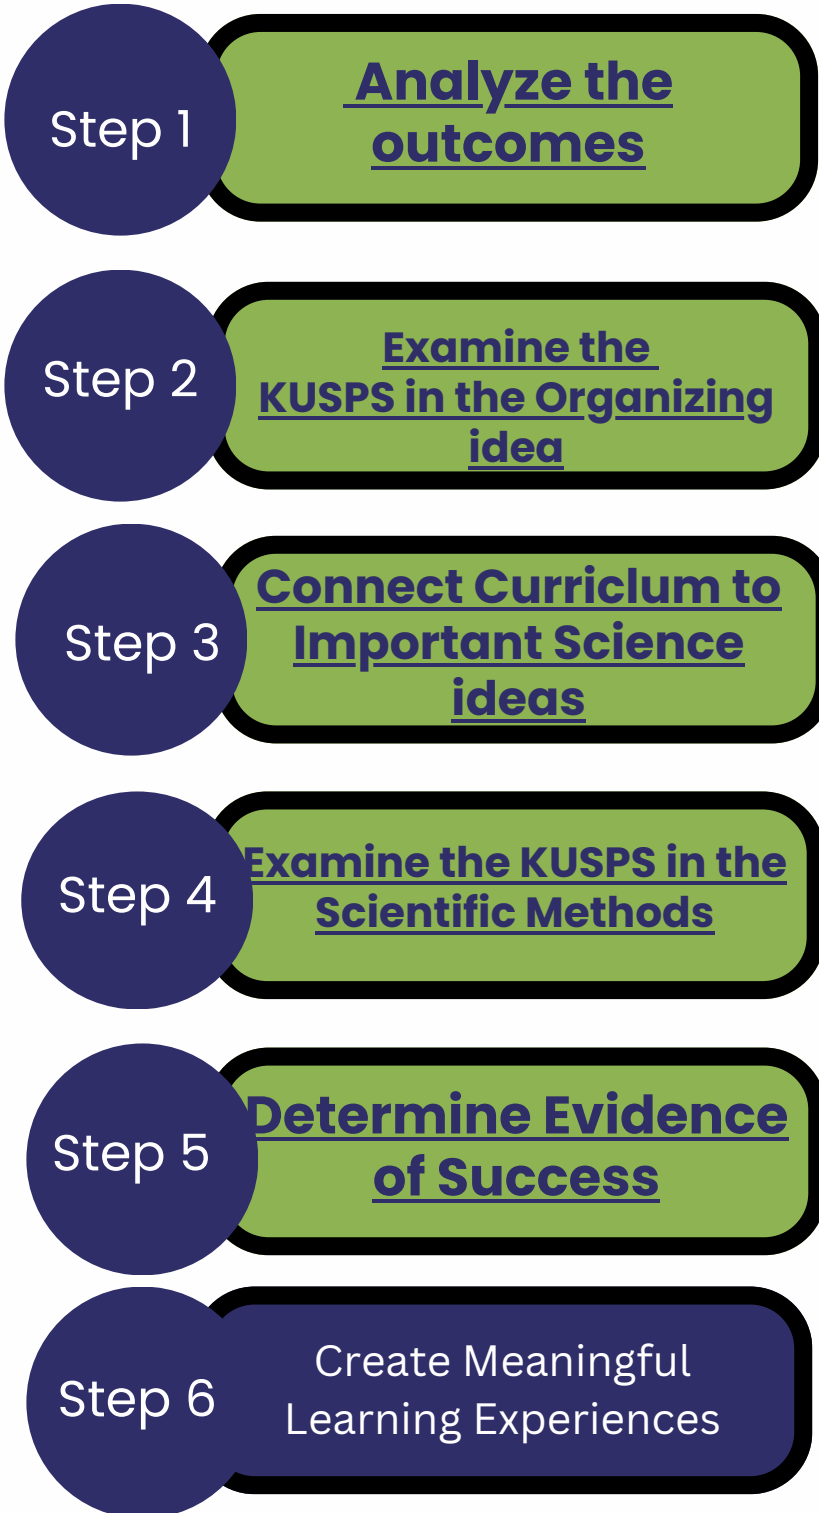 Step 1
Analyze the
outcomes
Step 2
Examine the
KUSPS in the Organizing
idea
Step 3
Connect Curriclum to
Important Science
ideas
Step 4
Examine the KUSPS in the
Scientific Methods
Step 5
Determine Evidence
of Success
Step 6
Create Meaningful
Learning Experiences